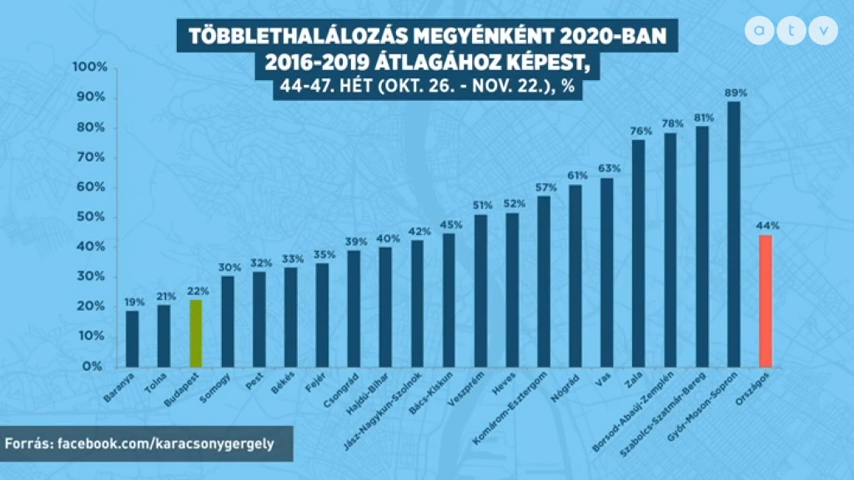 TÖBBLETHALÁLOZÁS MEGYÉNKÉNT 2020-BAN
2016-2019 ÁTLAGÁHOZ KÉPEST,
44-47. HÉT (OKT. 26. - NOV. 22.), %
atv
100%
90%
80%
70%
60%
50%
40%
30%
20%
10%
0%
19%
21%
22%
30%
32%
33%
35%
39%
40%
42%
45%
51%
52%
57%
61%
63%
76%
78%
81%
89%
44%
Baranya
Tolna
Budapest
Somogy
Pest
Békés
Fejér
Csongrád
Hajdú-Bihar
Jász-Nagykun-Szolnok
Bács-Kiskun
Veszprém
Heves
Komárom-Esztergom
Nógrád
Vas
Zala
Borsod-Abaúj-Zemplén
Szabolcs-Szatmár-Bereg
Győr-Moson-Sopron
Országos
Forrás: facebook.com/karacsonygergely